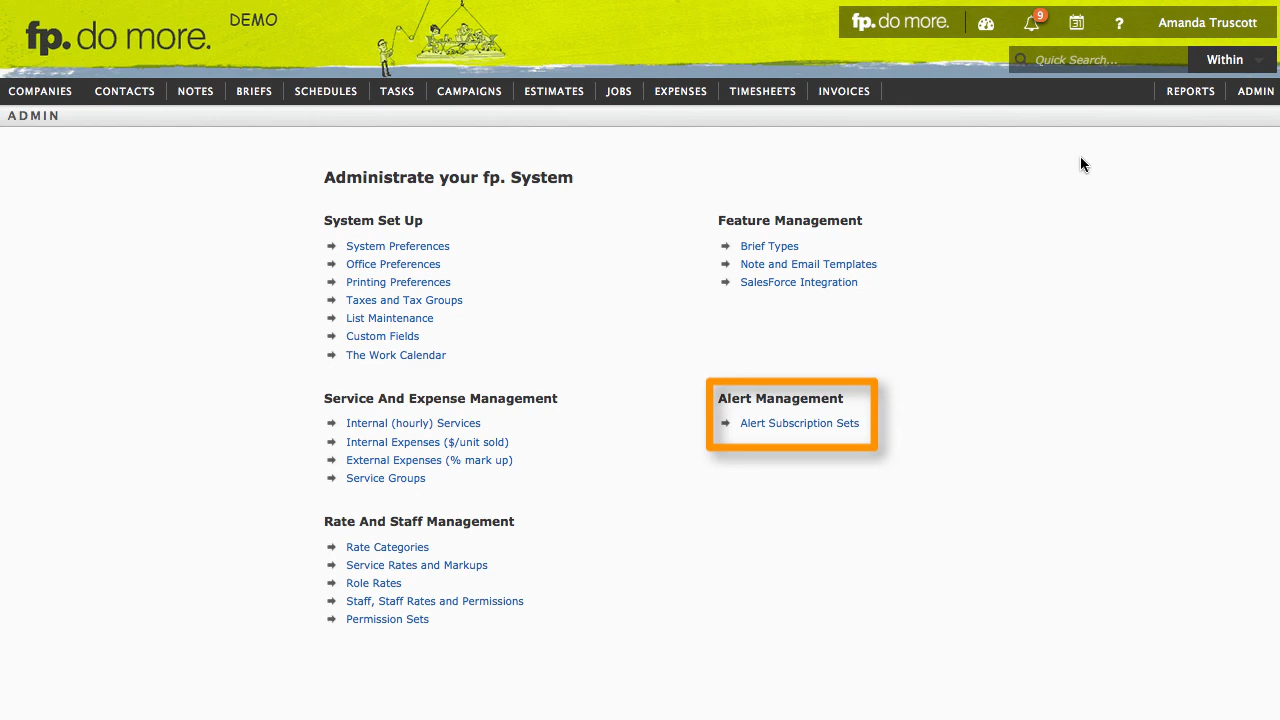 DEMO
fp. do more.
fp. do more.
9
?
Amanda Truscott
Quick Search...
Within
COMPANIES
CONTACTS
NOTES
BRIEFS
SCHEDULES
TASKS
CAMPAIGNS
ESTIMATES
JOBS
EXPENSES
TIMESHEETS
INVOICES
REPORTS
ADMIN
ADMIN
Administrate your fp. System
System Set Up
System Preferences
Office Preferences
Printing Preferences
Taxes and Tax Groups
List Maintenance
Custom Fields
The Work Calendar
Feature Management
Brief Types
Note and Email Templates
SalesForce Integration
Service And Expense Management
Internal (hourly) Services
Internal Expenses ($/unit sold)
External Expenses (% mark up)
Service Groups
Alert Management
Alert Subscription Sets
Rate And Staff Management
Rate Categories
Service Rates and Markups
Role Rates
Staff, Staff Rates and Permissions
Permission Sets